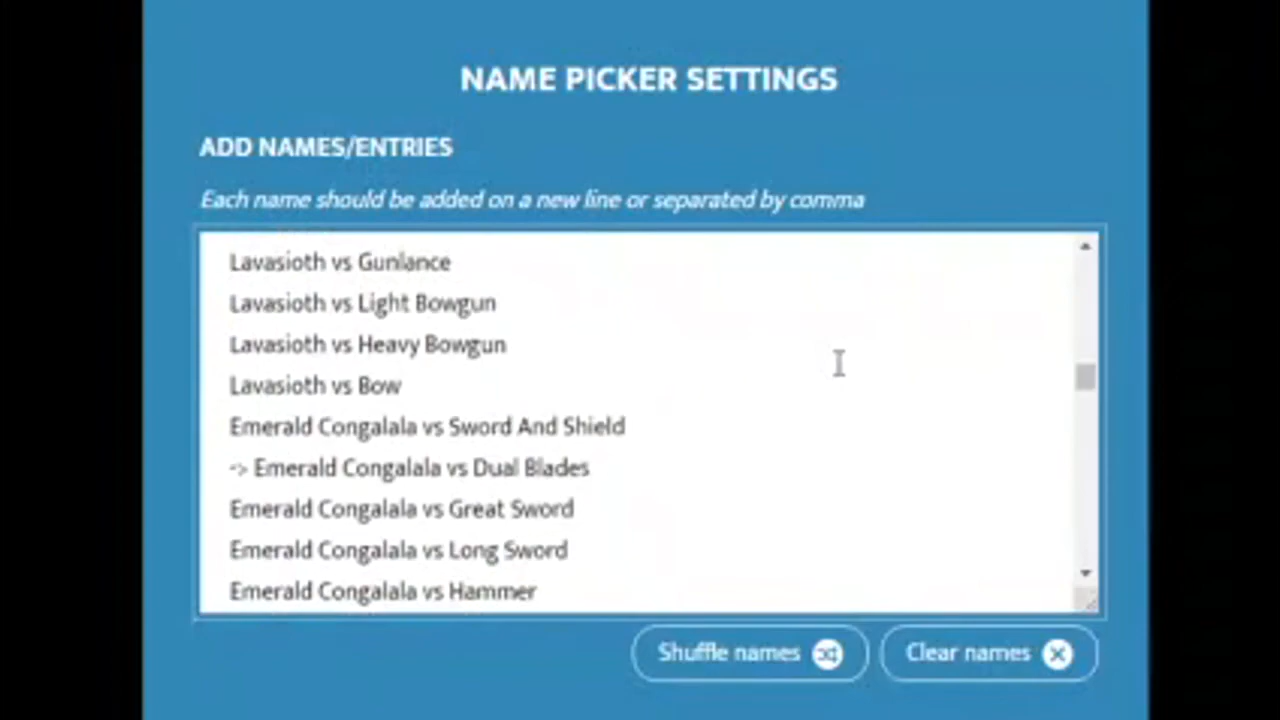 NAME PICKER SETTINGS
ADD NAMES/ENTRIES
Each name should be added on a new line or separated by comma
Lavasioth vs Gunlance
Lavasioth vs Light Bowgun
Lavasioth vs Heavy Bowgun
Lavasioth vs Bow
Emerald Congalala vs Sword And Shield
-> Emerald Congalala vs Dual Blades
Emerald Congalala vs Great Sword
Emerald Congalala vs Long Sword
Emerald Congalala vs Hammer
Shuffle names
Clear names